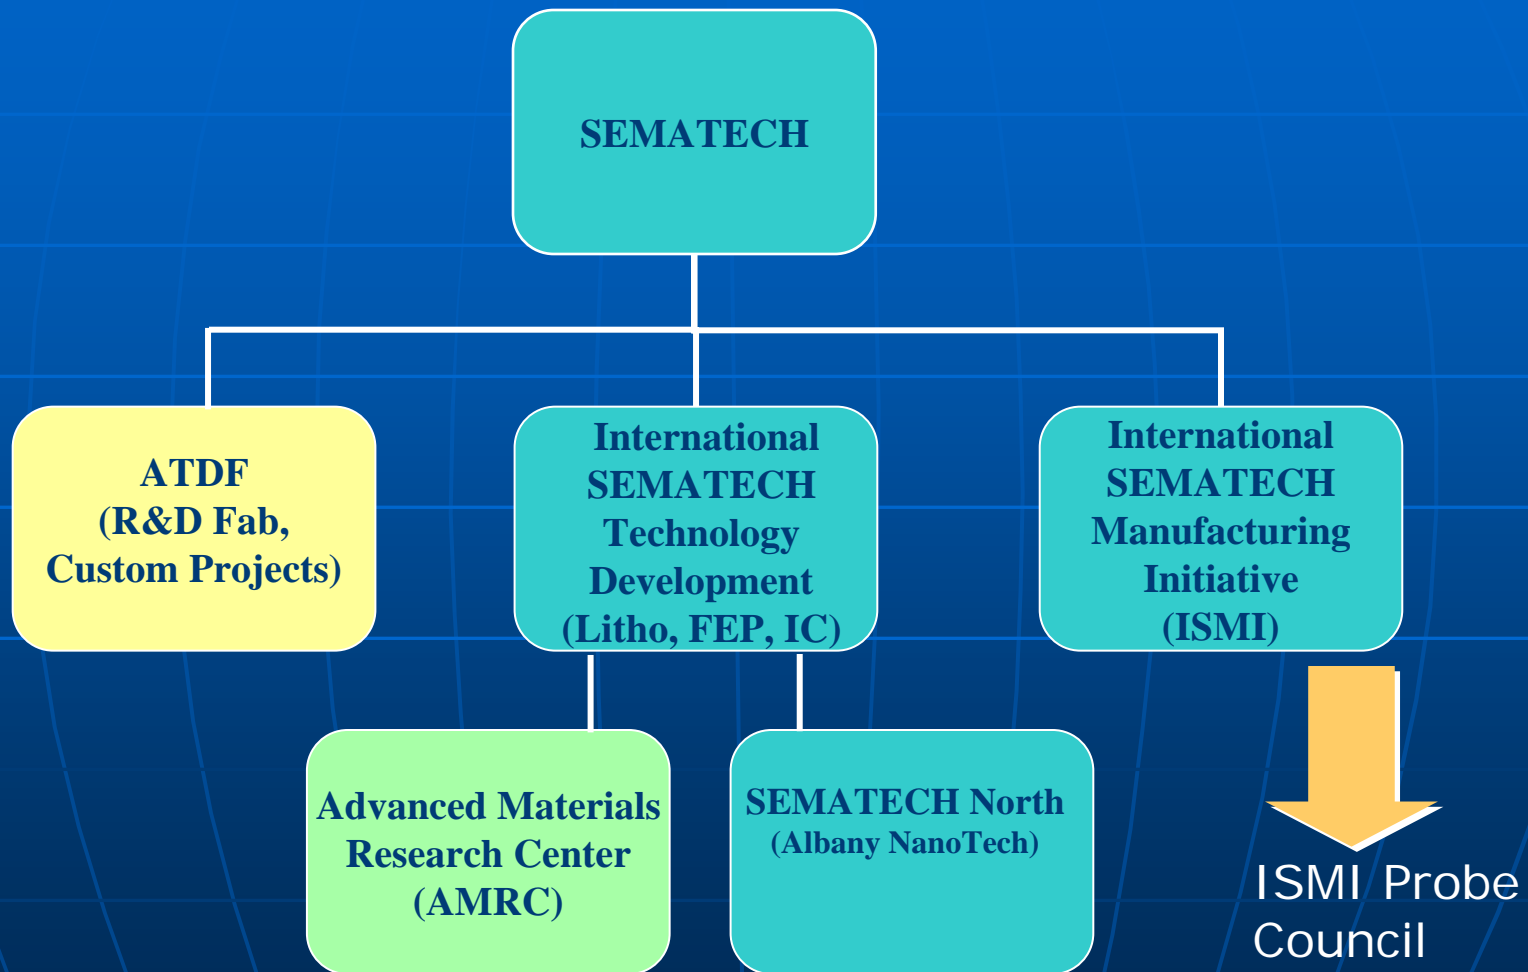 SEMATECH
ATDF
(R&D Fab,
Custom Projects)
International
SEMATECH
Technology
Development
(Litho, FEP, IC)
International
SEMATECH
Manufacturing
Initiative
(ISMI)
Advanced Materials
Research Center
(AMRC)
SEMATECH North
(Albany NanoTech)
ISMI Probe
Council